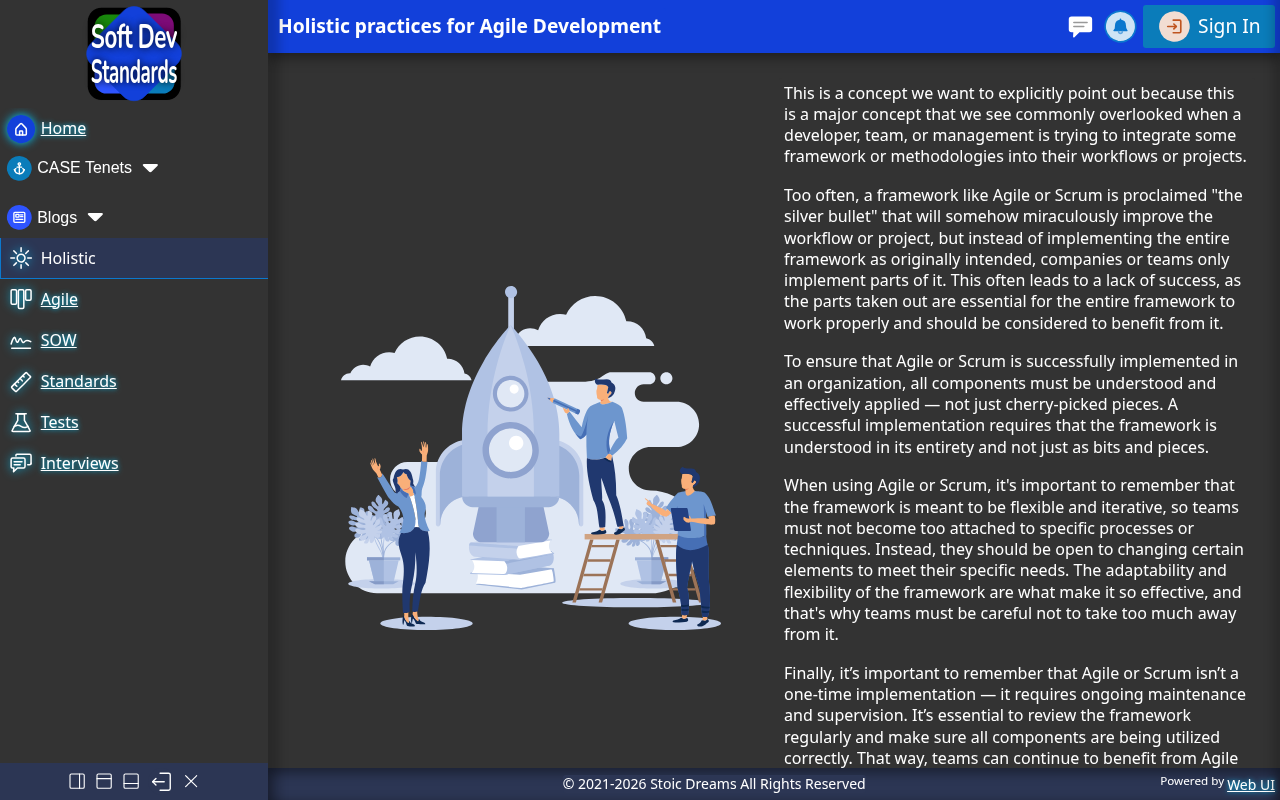 Soft Dev
Standards
Home
CASE Tenets
Blogs
Holistic
Agile
SOW
Standards
Tests
Interviews
Holistic practices for Agile Development
Sign In
This is a concept we want to explicitly point out because this
is a major concept that we see commonly overlooked when a
developer, team, or management is trying to integrate some
framework or methodologies into their workflows or projects.
Too often, a framework like Agile or Scrum is proclaimed "the
silver bullet" that will somehow miraculously improve the
workflow or project, but instead of implementing the entire
framework as originally intended, companies or teams only
implement parts of it. This often leads to a lack of success, as
the parts taken out are essential for the entire framework to
work properly and should be considered to benefit from it.
To ensure that Agile or Scrum is successfully implemented in
an organization, all components must be understood and
effectively applied — not just cherry-picked pieces. A
successful implementation requires that the framework is
understood in its entirety and not just as bits and pieces.
When using Agile or Scrum, it's important to remember that
the framework is meant to be flexible and iterative, so teams
must not become too attached to specific processes or
techniques. Instead, they should be open to changing certain
elements to meet their specific needs. The adaptability and
flexibility of the framework are what make it so effective, and
that's why teams must be careful not to take too much away
from it.
Finally, it’s important to remember that Agile or Scrum isn’t a
one-time implementation — it requires ongoing maintenance
and supervision. It’s essential to review the framework
regularly and make sure all components are being utilized
correctly. That way, teams can continue to benefit from Agile
© 2021-2026 Stoic Dreams All Rights Reserved
Powered by Web UI